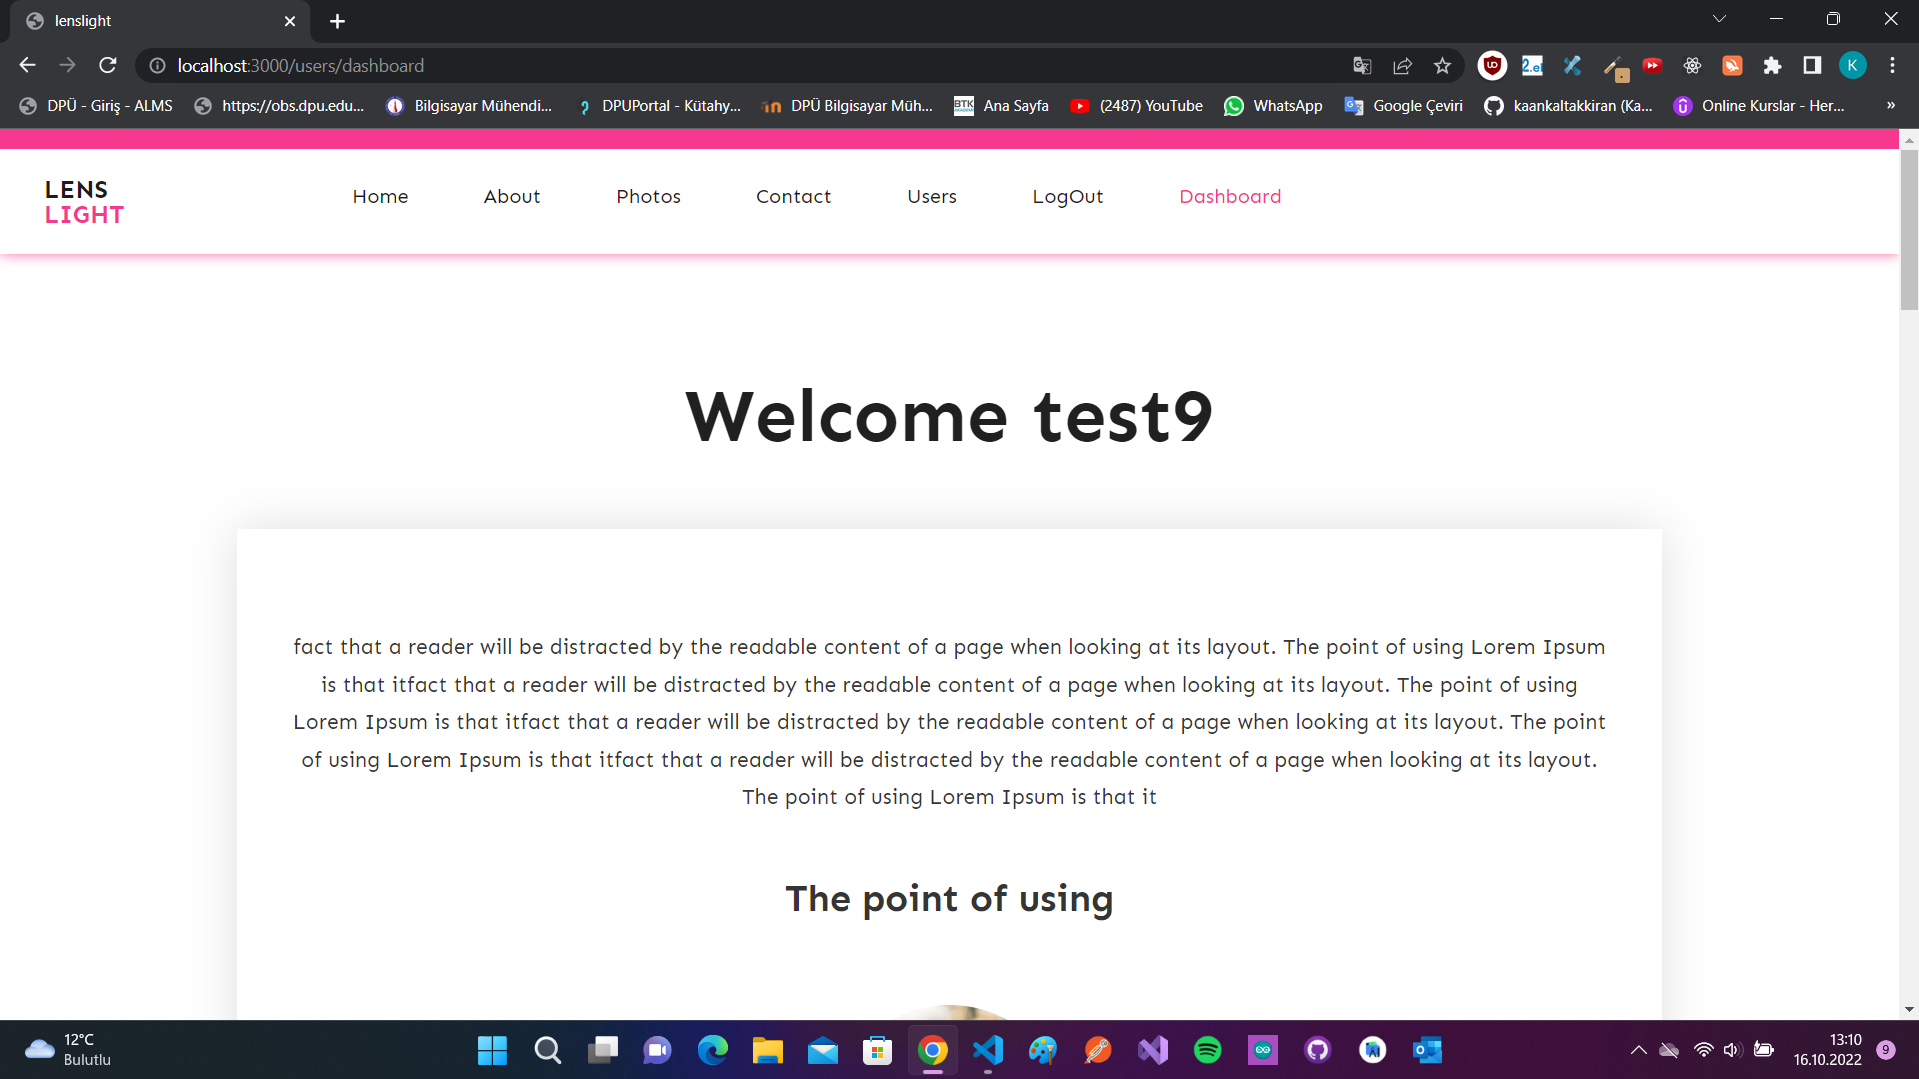 lenslight
localhost:3000/users/dashboard
DPÜ - Giriş - ALMS
https://obs.dpu.edu...
Bilgisayar Mühendi...
DPUPortal - Kütahy...
DPÜ Bilgisayar Müh...
BTK
Ana Sayfa
(2487) YouTube
WhatsApp
Google Çeviri
kaankaltakkiran (Ka...
Online Kurslar - Her...
»
K
LENS
LIGHT
Home
About
Photos
Contact
Users
LogOut
Dashboard
Welcome test9
fact that a reader will be distracted by the readable content of a page when looking at its layout. The point of using Lorem Ipsum
is that itfact that a reader will be distracted by the readable content of a page when looking at its layout. The point of using
Lorem Ipsum is that itfact that a reader will be distracted by the readable content of a page when looking at its layout. The point
of using Lorem Ipsum is that itfact that a reader will be distracted by the readable content of a page when looking at its layout.
The point of using Lorem Ipsum is that it
The point of using
12°C
Bulutlu
13:10
16.10.2022
9